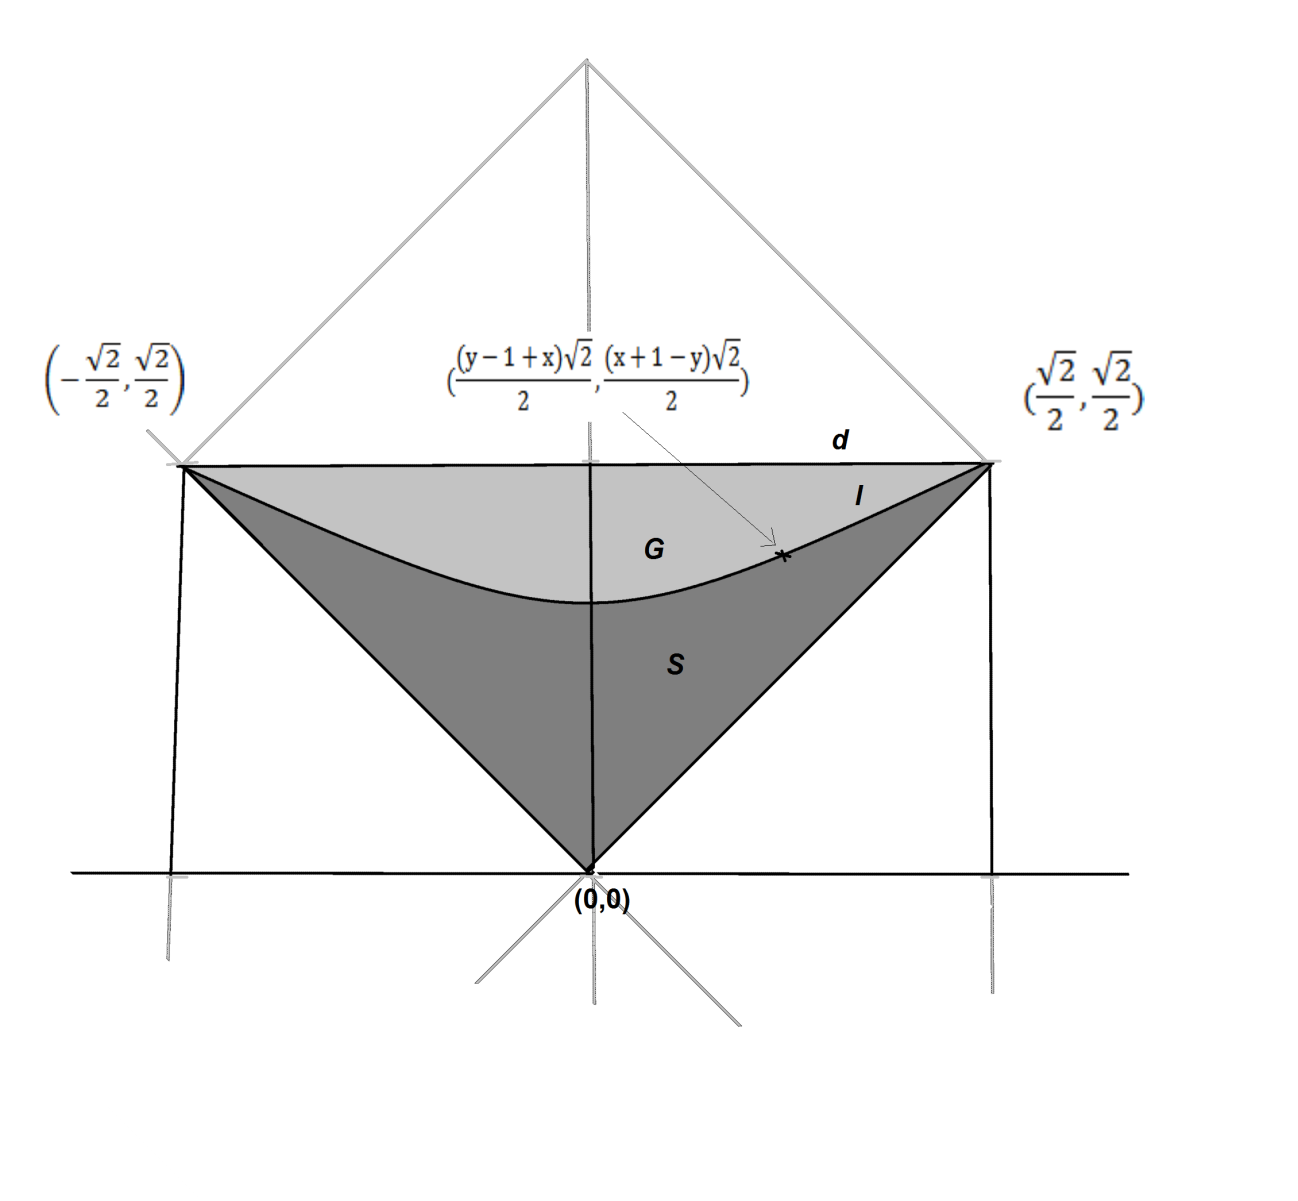 (-√2/2, √2/2)
((y-1+x)√2/2, (x+1-y)√2/2)
(√2/2, √2/2)
d
l
G
S
(0,0)